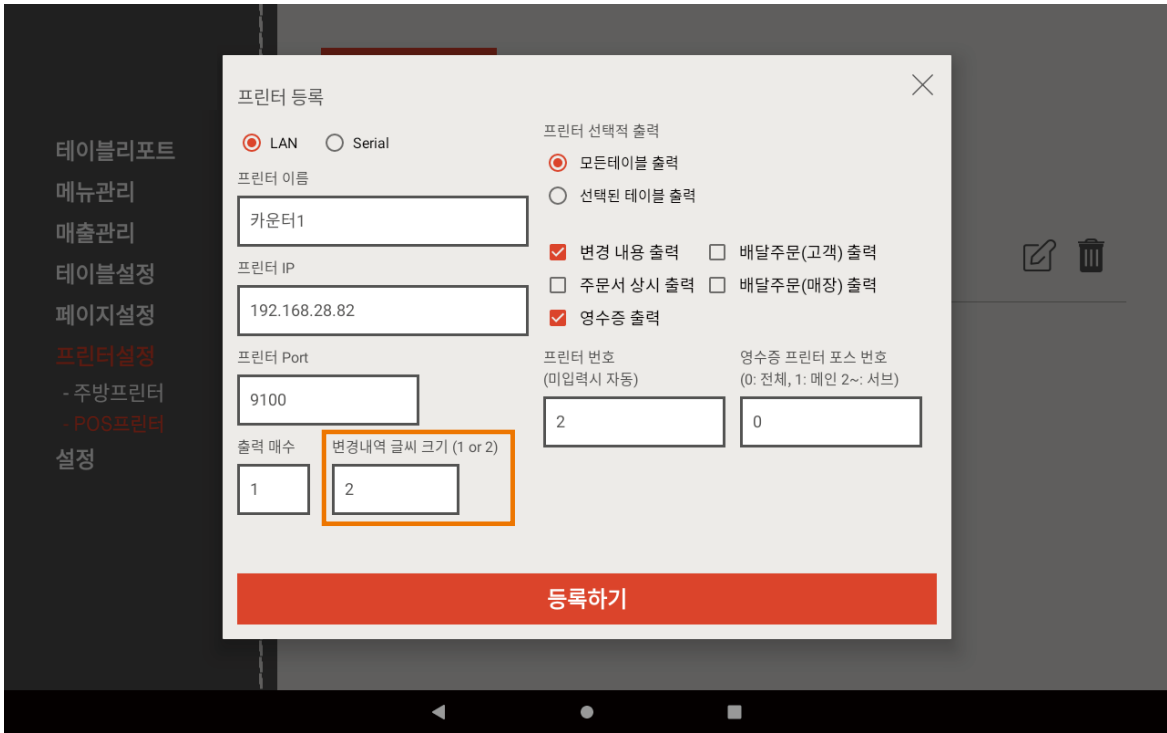 테이블리포트
메뉴관리
매출관리
테이블설정
페이지설정
프린터설정
- 주방프린터
- POS프린터
설정
프린터 등록
LAN
Serial
프린터 이름
카운터1
프린터 IP
192.168.28.82
프린터 Port
9100
출력 매수
1
변경내역 글씨 크기 (1 or 2)
2
프린터 선택적 출력
모든테이블 출력
선택된 테이블 출력
변경 내용 출력
배달주문(고객) 출력
주문서 상시 출력
배달주문(매장) 출력
영수증 출력
프린터 번호
(미입력시 자동)
2
영수증 프린터 포스 번호
(0: 전체, 1: 메인 2~: 서브)
0
등록하기